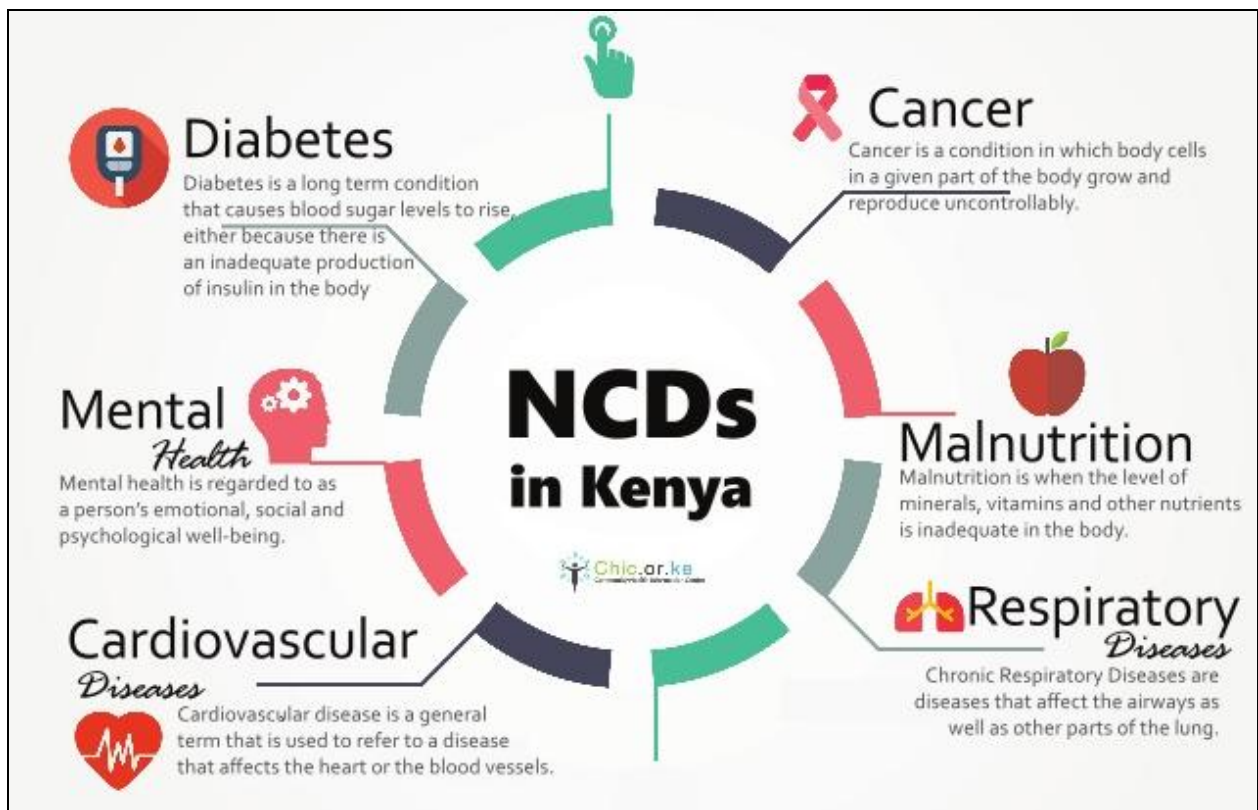 Diabetes
Diabetes is a long term condition
that causes blood sugar levels to rise,
either because there is
an inadequate production
of insulin in the body
Cancer
Cancer is a condition in which body cells
in a given part of the body grow and
reproduce uncontrollably.
Mental
Health
Mental health is regarded to as
a person's emotional, social and
psychological well-being.
NCDs
in Kenya
Chic.or.ke
Community Health Information Centre
Malnutrition
Malnutrition is when the level of
minerals, vitamins and other nutrients
is inadequate in the body.
Cardiovascular
Diseases
Cardiovascular disease is a general
term that is used to refer to a disease
that affects the heart or the blood vessels.
Respiratory
Diseases
Chronic Respiratory Diseases are
diseases that affect the airways as
well as other parts of the lung.